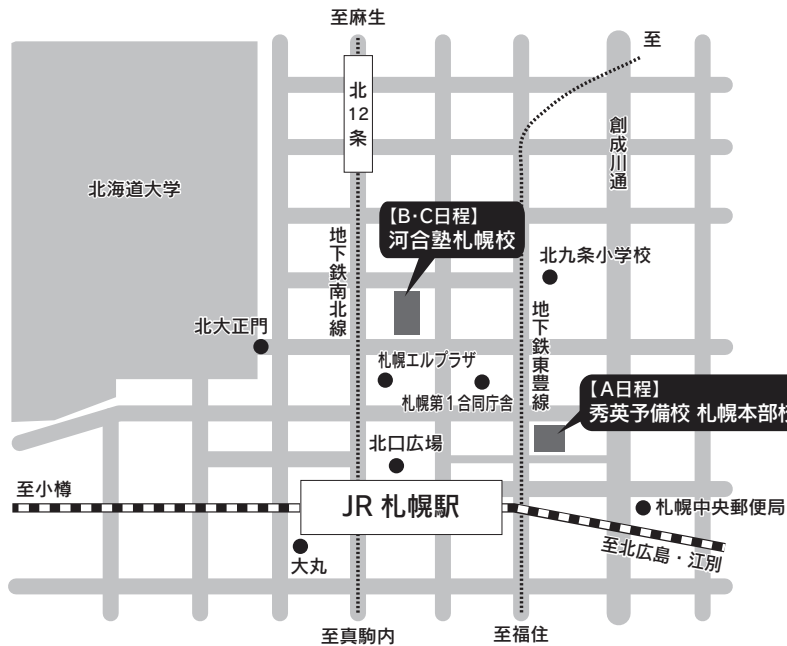 至麻生
至
北12条
創成川通
北海道大学
【B・C日程】
河合塾札幌校
地下鉄南北線
北九条小学校
地下鉄東豊線
北大正門
札幌エルプラザ
札幌第1合同庁舎
【A日程】
秀英予備校 札幌本部校
北口広場
至小樽
JR 札幌駅
札幌中央郵便局
至北広島・江別
大丸
至真駒内
至福住